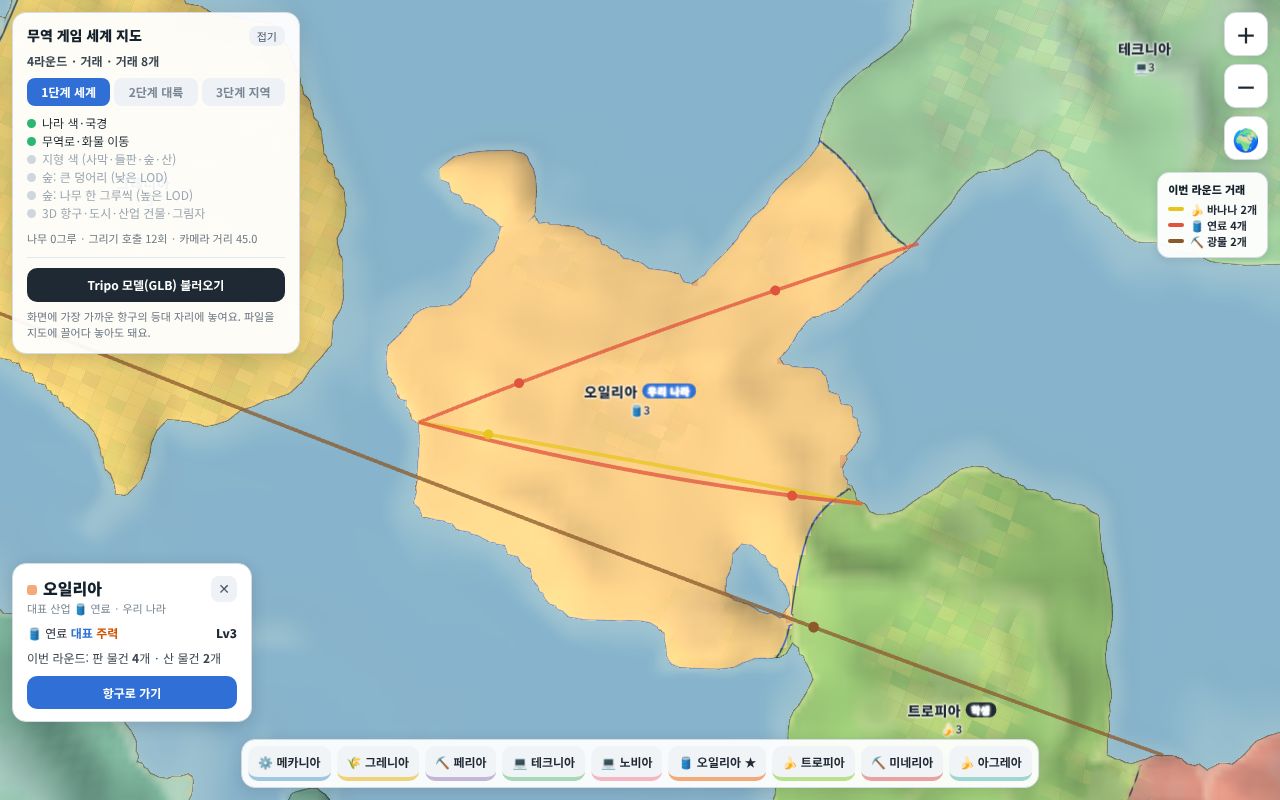 무역 게임 세계 지도
접기
4라운드 · 거래 · 거래 8개
1단계 세계
2단계 대륙
3단계 지역
나라 색·국경
무역로·화물 이동
지형 색 (사막·들판·숲·산)
숲: 큰 덩어리 (낮은 LOD)
숲: 나무 한 그루씩 (높은 LOD)
3D 항구·도시·산업 건물·그림자
나무 0그루 · 그리기 호출 12회 · 카메라 거리 45.0
Tripo 모델(GLB) 불러오기
화면에 가장 가까운 항구의 등대 자리에 놓여요. 파일을
지도에 끌어다 놓아도 돼요.
테크니아
3
+
−
이번 라운드 거래
바나나 2개
연료 4개
광물 2개
오일리아 우리 나라
3
오일리아
×
대표 산업 연료 · 우리 나라
연료 대표 주력 Lv3
이번 라운드: 판 물건 4개 · 산 물건 2개
항구로 가기
트로피아
3
메카니아
그레니아
페리아
테크니아
노비아
오일리아 ★
트로피아
미네리아
아그레아